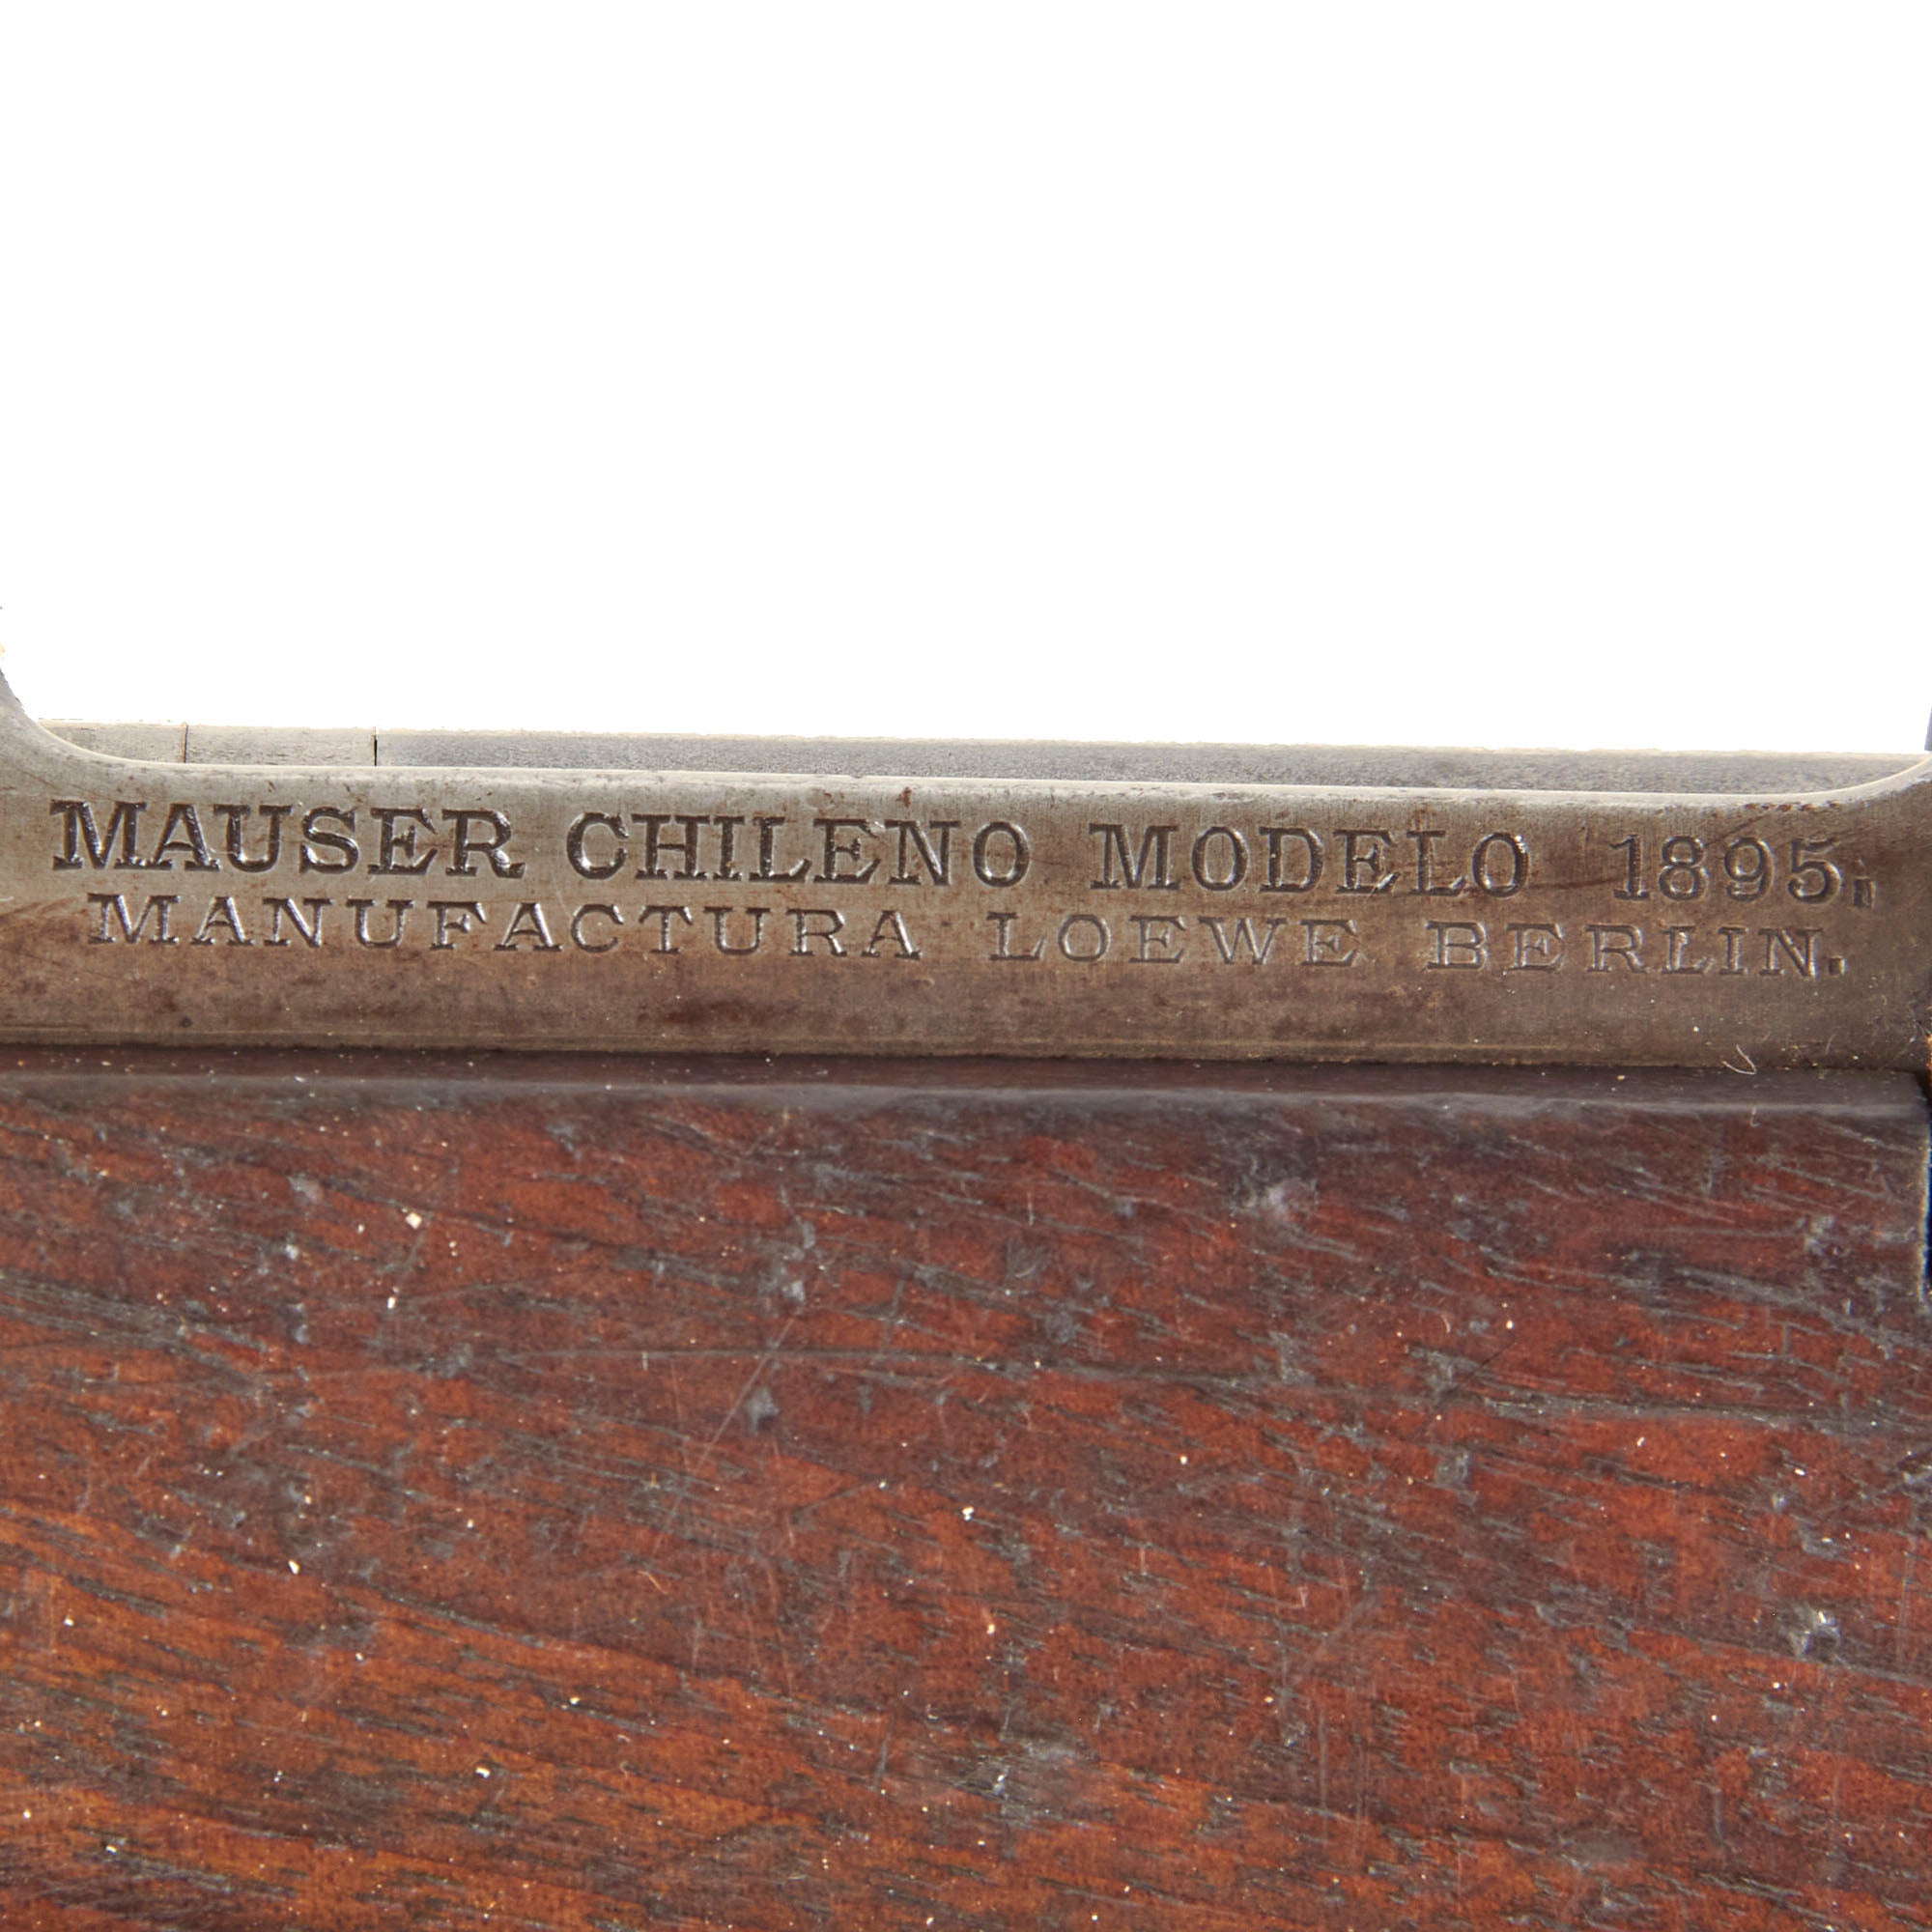 MAUSER CHILENO MODELO 1895.
MANUFACTURA LOEWE BERLIN.